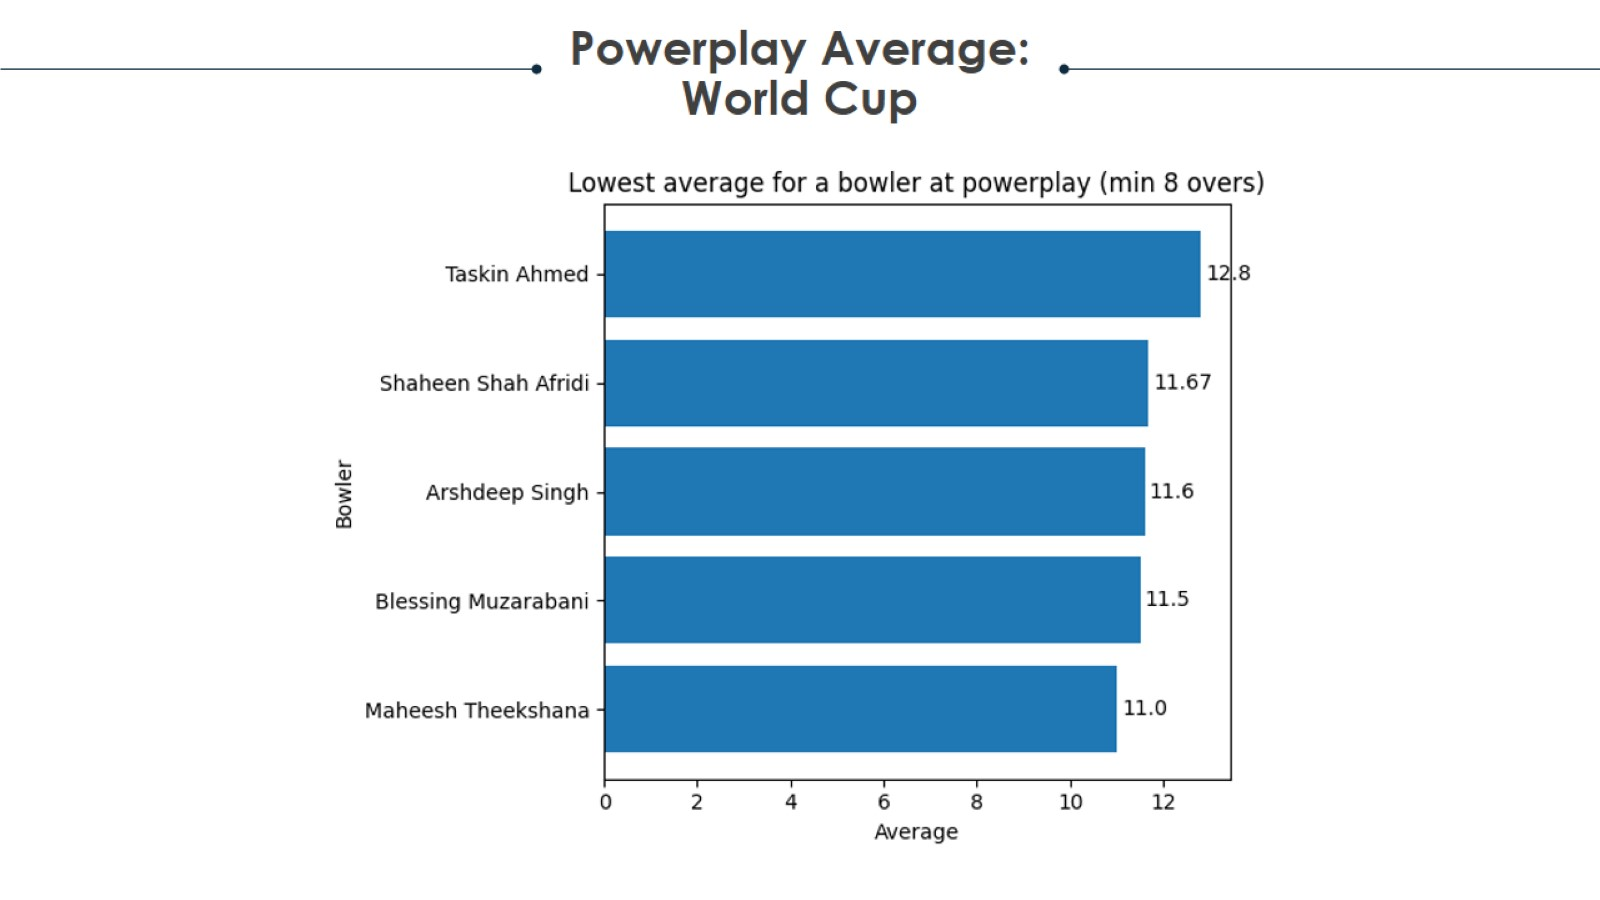 Powerplay Average:
World Cup
Lowest average for a bowler at powerplay (min 8 overs)
Taskin Ahmed
12.8
Shaheen Shah Afridi
11.67
Arshdeep Singh
11.6
Blessing Muzarabani
11.5
Maheesh Theekshana
11.0
Bowler
0 2 4 6 8 10 12
Average